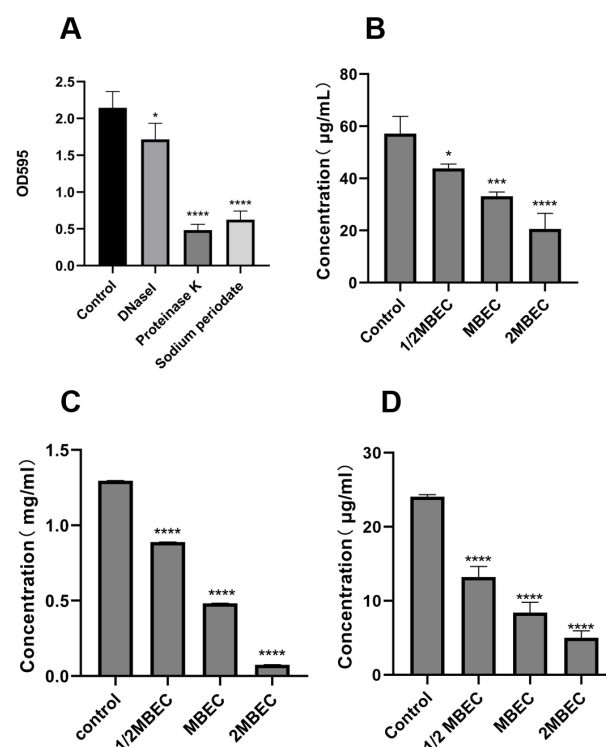 A
OD595
2.5
2.0
1.5
1.0
0.5
0.0
*
****
****
Control
DNaseI
Proteinase K
Sodium periodate
B
Concentration( μg/mL)
80
60
40
20
0
*
***
****
Control
1/2MBEC
MBEC
2MBEC
C
Concentration( mg/ml)
1.5
1.0
0.5
0.0
****
****
****
control
1/2MBEC
MBEC
2MBEC
D
Concentration( μg/ml)
30
20
10
0
****
****
****
Control
1/2 MBEC
MBEC
2MBEC